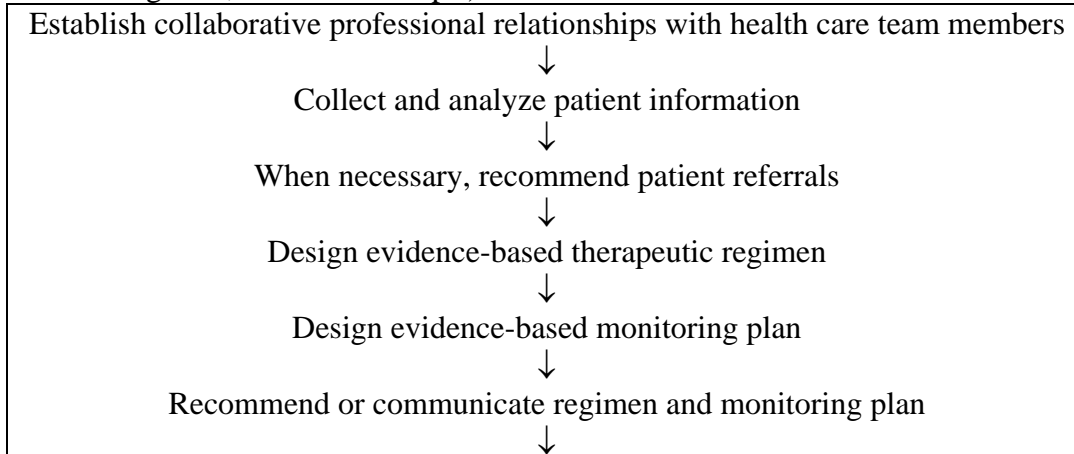 Establish collaborative professional relationships with health care team members
↓
Collect and analyze patient information
↓
When necessary, recommend patient referrals
↓
Design evidence-based therapeutic regimen
↓
Design evidence-based monitoring plan
↓
Recommend or communicate regimen and monitoring plan
↓